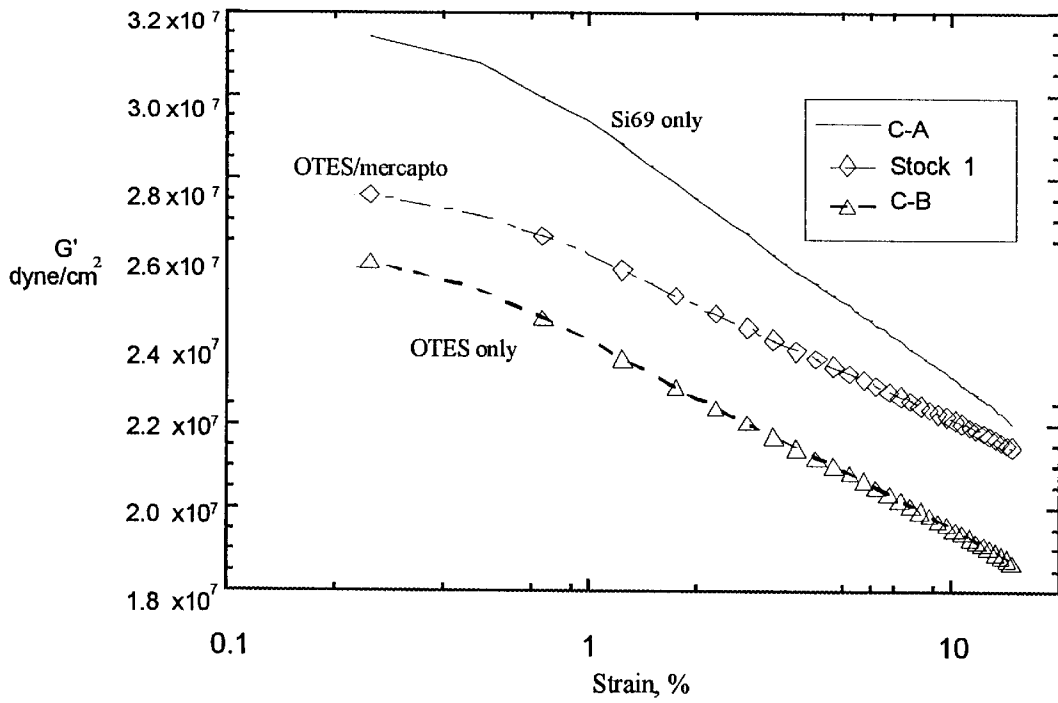 3.2 x10⁷
3.0 x10⁷
2.8 x10⁷
2.6 x10⁷
2.4 x10⁷
2.2 x10⁷
2.0 x10⁷
1.8 x10⁷
G'
dyne/cm²
Si69 only
OTES/mercapto
OTES only
C-A
Stock 1
C-B
0.1
1
10
Strain, %